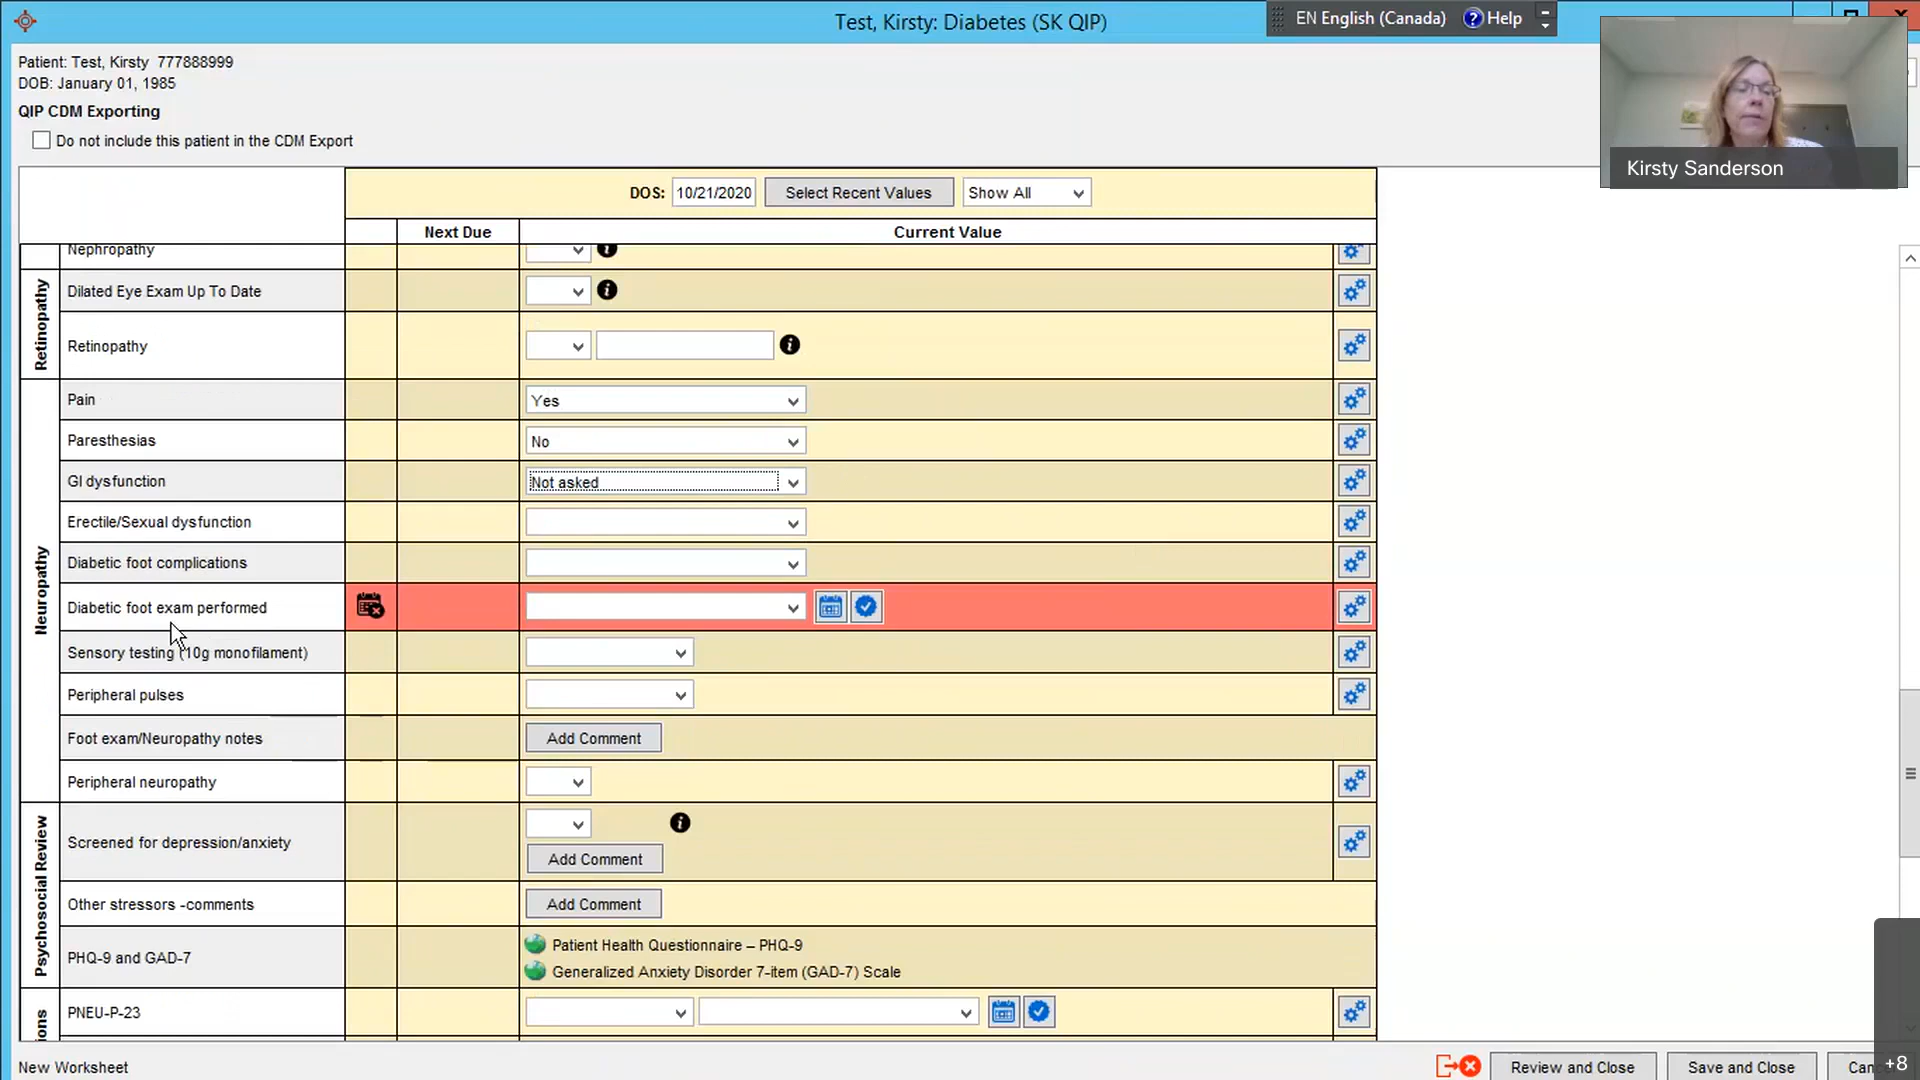 Test, Kirsty: Diabetes (SK QIP)
EN English (Canada)
Help
Patient: Test, Kirsty 777888999
DOB: January 01, 1985
QIP CDM Exporting
Do not include this patient in the CDM Export
Kirsty Sanderson
DOS: 10/21/2020 Select Recent Values Show All
Next Due Current Value
Nephropathy
Retinopathy
Dilated Eye Exam Up To Date
Retinopathy
Neuropathy
Pain Yes
Paresthesias No
GI dysfunction Not asked
Erectile/Sexual dysfunction
Diabetic foot complications
Diabetic foot exam performed
Sensory testing (10g monofilament)
Peripheral pulses
Foot exam/Neuropathy notes Add Comment
Peripheral neuropathy
Psychosocial Review
Screened for depression/anxiety
Add Comment
Other stressors -comments Add Comment
PHQ-9 and GAD-7
Patient Health Questionnaire – PHQ-9
Generalized Anxiety Disorder 7-item (GAD-7) Scale
PNEU-P-23
New Worksheet
Review and Close
Save and Close
+8